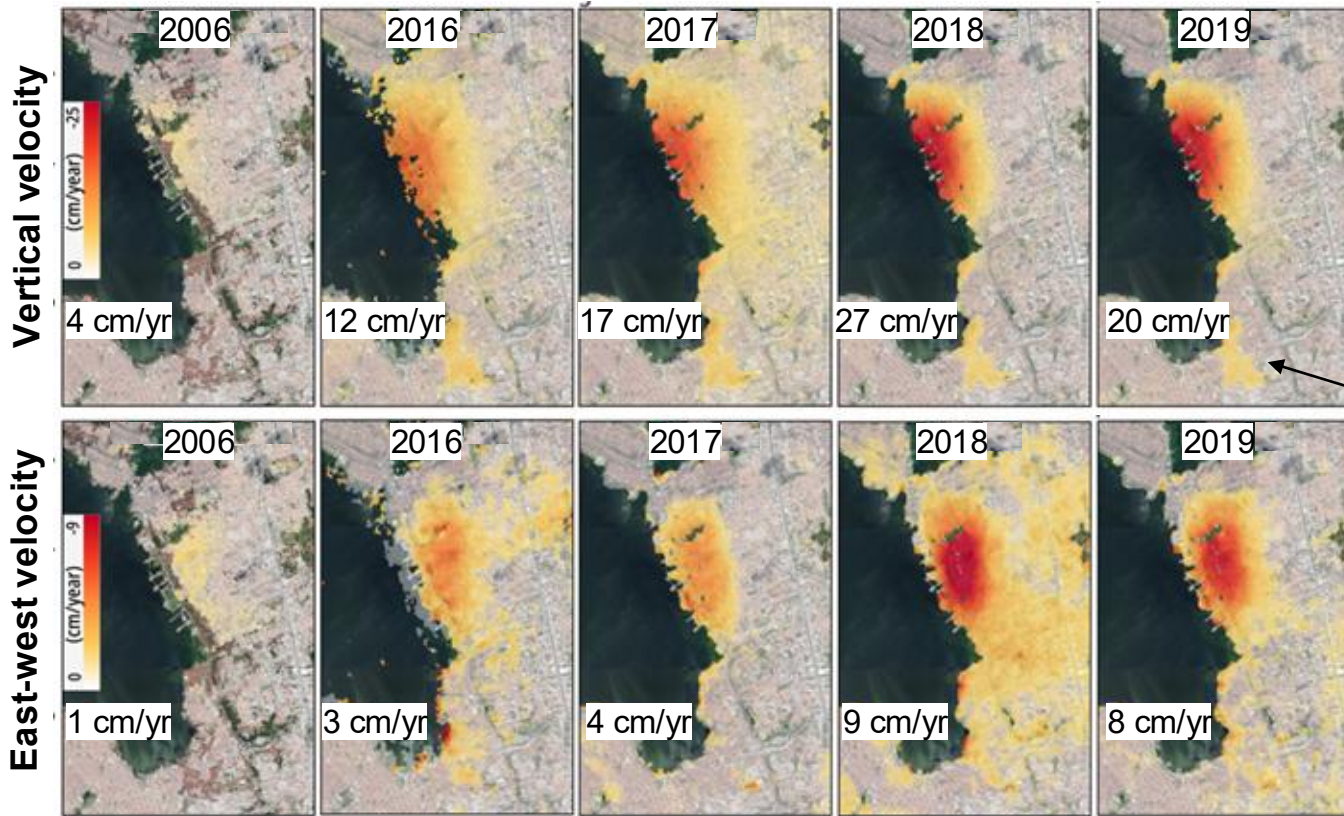 Vertical velocity
2006
2016
2017
2018
2019
0 (cm/year) -25
4 cm/yr
12 cm/yr
17 cm/yr
27 cm/yr
20 cm/yr
East-west velocity
2006
2016
2017
2018
2019
0 (cm/year) -9
1 cm/yr
3 cm/yr
4 cm/yr
9 cm/yr
8 cm/yr